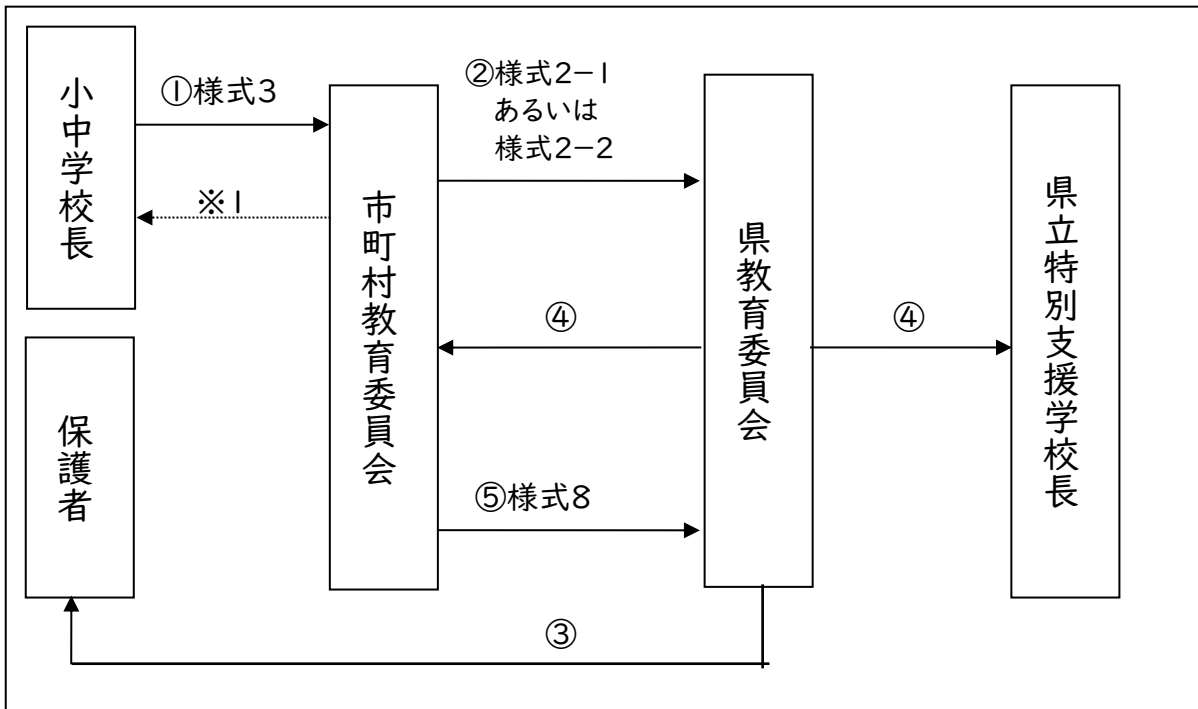 小中学校長
①様式3
※1
保護者
市町村教育委員会
②様式2-1
あるいは
様式2-2
④
⑤様式8
③
県教育委員会
④
県立特別支援学校長